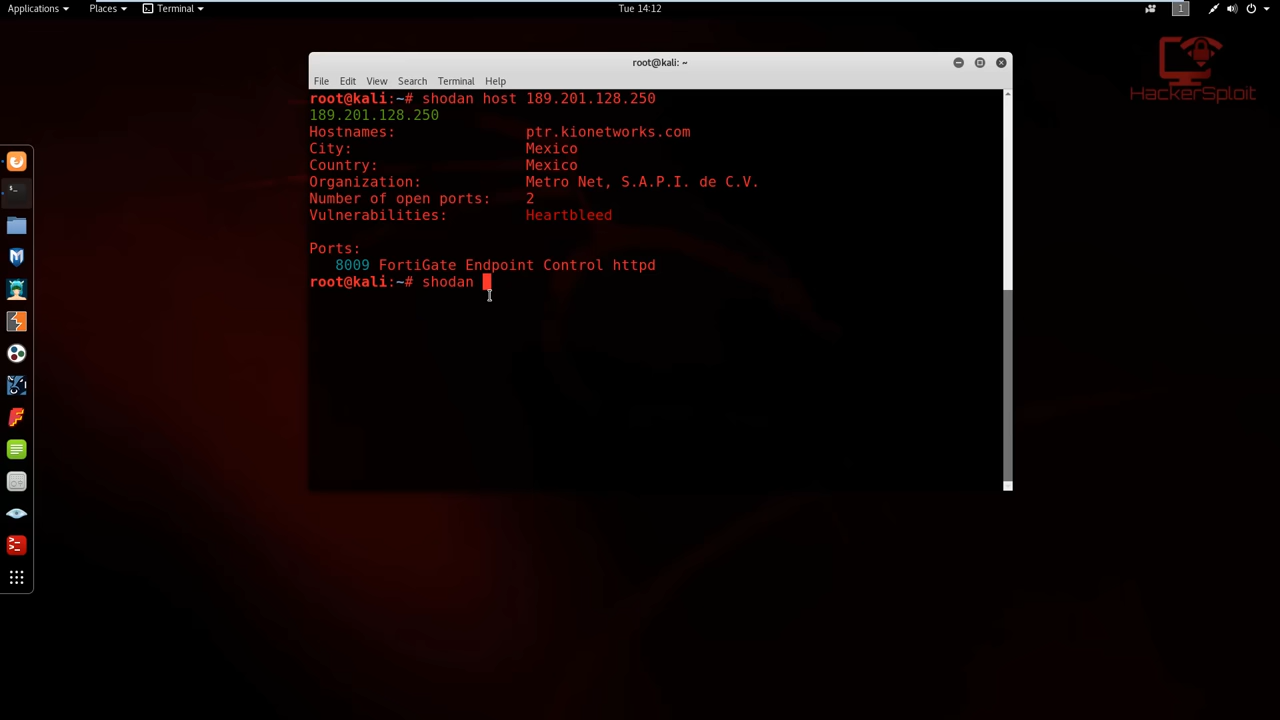 Applications Places Terminal Tue 14:12 1
HackerSploit
root@kali: ~
File Edit View Search Terminal Help
root@kali:~# shodan host 189.201.128.250
189.201.128.250
Hostnames: ptr.kionetworks.com
City: Mexico
Country: Mexico
Organization: Metro Net, S.A.P.I. de C.V.
Number of open ports: 2
Vulnerabilities: Heartbleed
Ports:
8009 FortiGate Endpoint Control httpd
root@kali:~# shodan